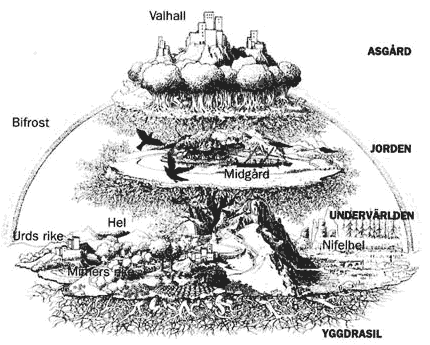 Valhall
ASGÅRD
Bifrost
JORDEN
Midgård
Hel
UNDERVÄRLDEN
Urds rike
Nifelhel
Mimers rike
YGGDRASIL